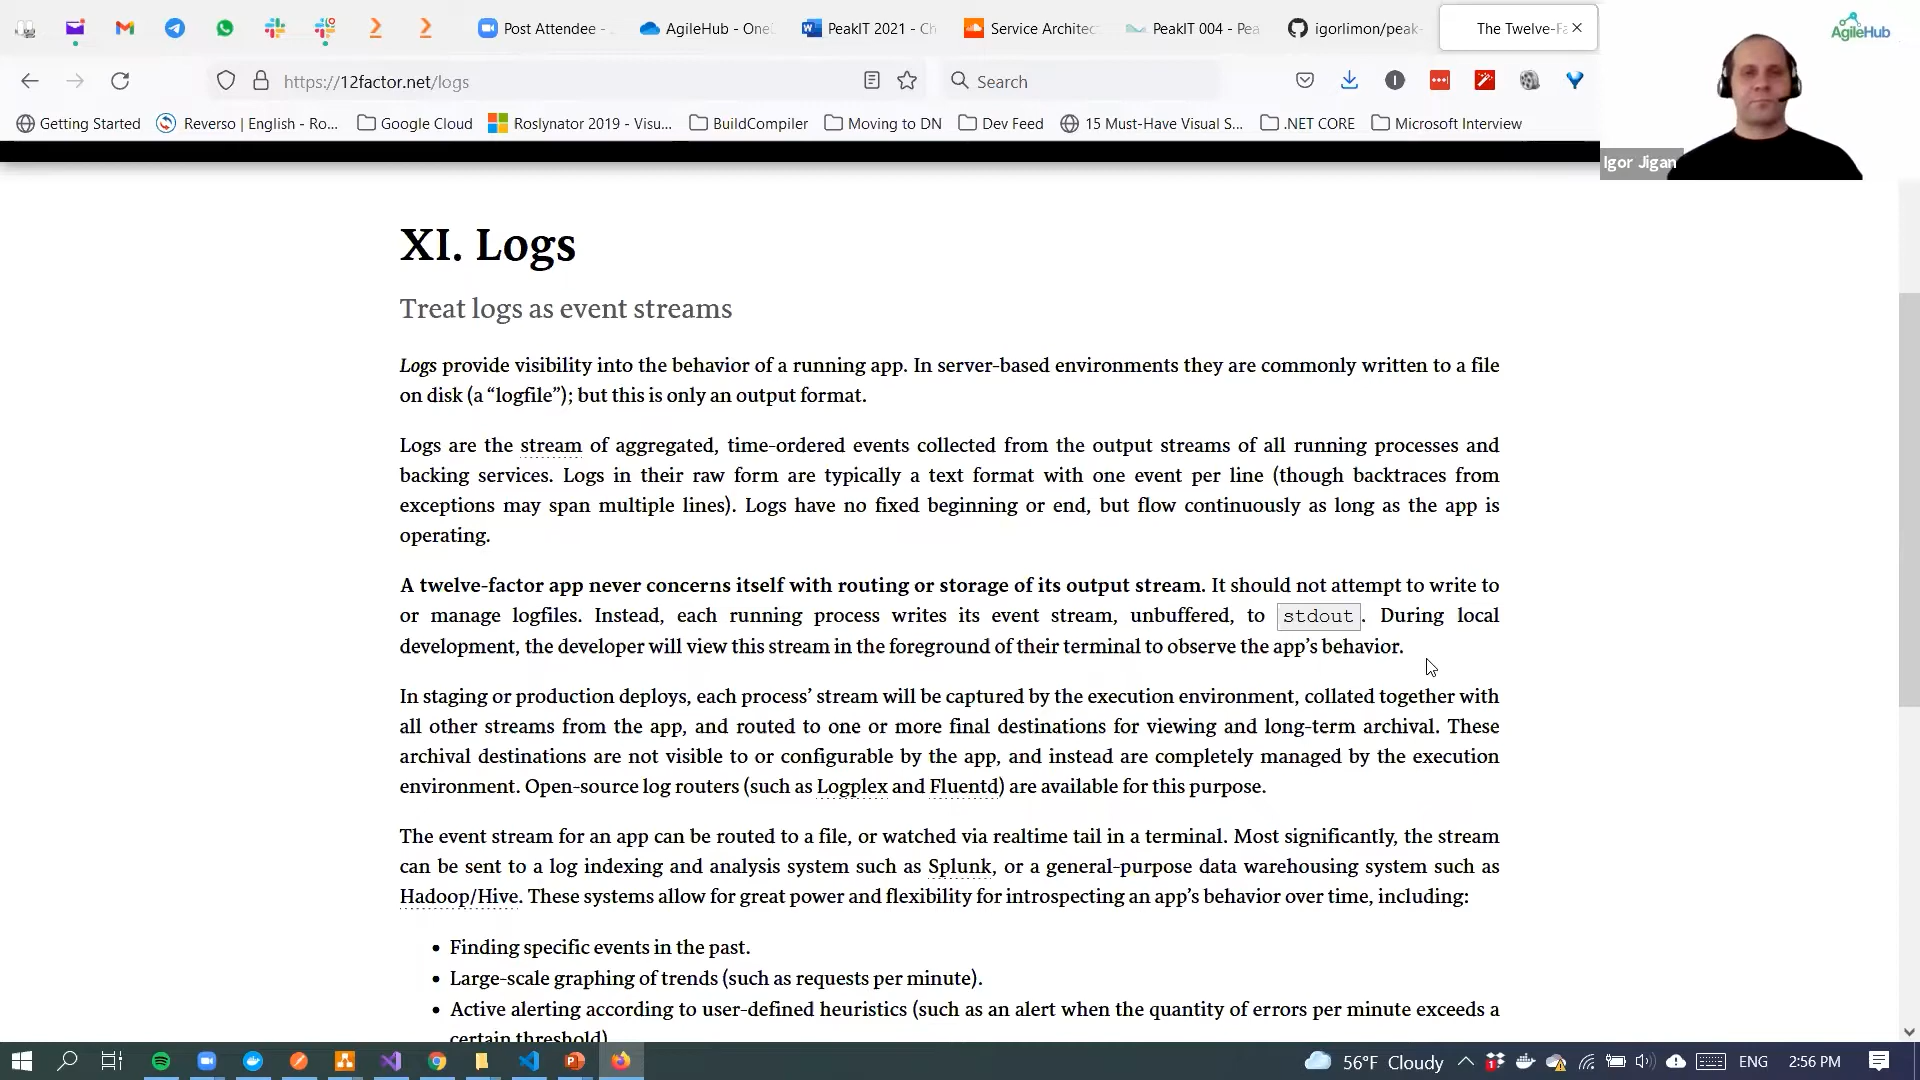 Post Attendee -
AgileHub - One
PeakIT 2021 - Ch
Service Architec
PeakIT 004 - Pea
igorlimon/peak-
The Twelve-Fa
AgileHub
https://12factor.net/logs
Search
Getting Started
Reverso | English - Ro...
Google Cloud
Roslynator 2019 - Visu...
BuildCompiler
Moving to DN
Dev Feed
15 Must-Have Visual S...
.NET CORE
Microsoft Interview
Igor Jigan
XI. Logs
Treat logs as event streams
Logs provide visibility into the behavior of a running app. In server-based environments they are commonly written to a file
on disk (a “logfile”); but this is only an output format.
Logs are the stream of aggregated, time-ordered events collected from the output streams of all running processes and
backing services. Logs in their raw form are typically a text format with one event per line (though backtraces from
exceptions may span multiple lines). Logs have no fixed beginning or end, but flow continuously as long as the app is
operating.
A twelve-factor app never concerns itself with routing or storage of its output stream. It should not attempt to write to
or manage logfiles. Instead, each running process writes its event stream, unbuffered, to stdout. During local
development, the developer will view this stream in the foreground of their terminal to observe the app’s behavior.
In staging or production deploys, each process’ stream will be captured by the execution environment, collated together with
all other streams from the app, and routed to one or more final destinations for viewing and long-term archival. These
archival destinations are not visible to or configurable by the app, and instead are completely managed by the execution
environment. Open-source log routers (such as Logplex and Fluentd) are available for this purpose.
The event stream for an app can be routed to a file, or watched via realtime tail in a terminal. Most significantly, the stream
can be sent to a log indexing and analysis system such as Splunk, or a general-purpose data warehousing system such as
Hadoop/Hive. These systems allow for great power and flexibility for introspecting an app’s behavior over time, including:
• Finding specific events in the past.
• Large-scale graphing of trends (such as requests per minute).
• Active alerting according to user-defined heuristics (such as an alert when the quantity of errors per minute exceeds a
certain threshold)
56°F Cloudy
ENG
2:56 PM